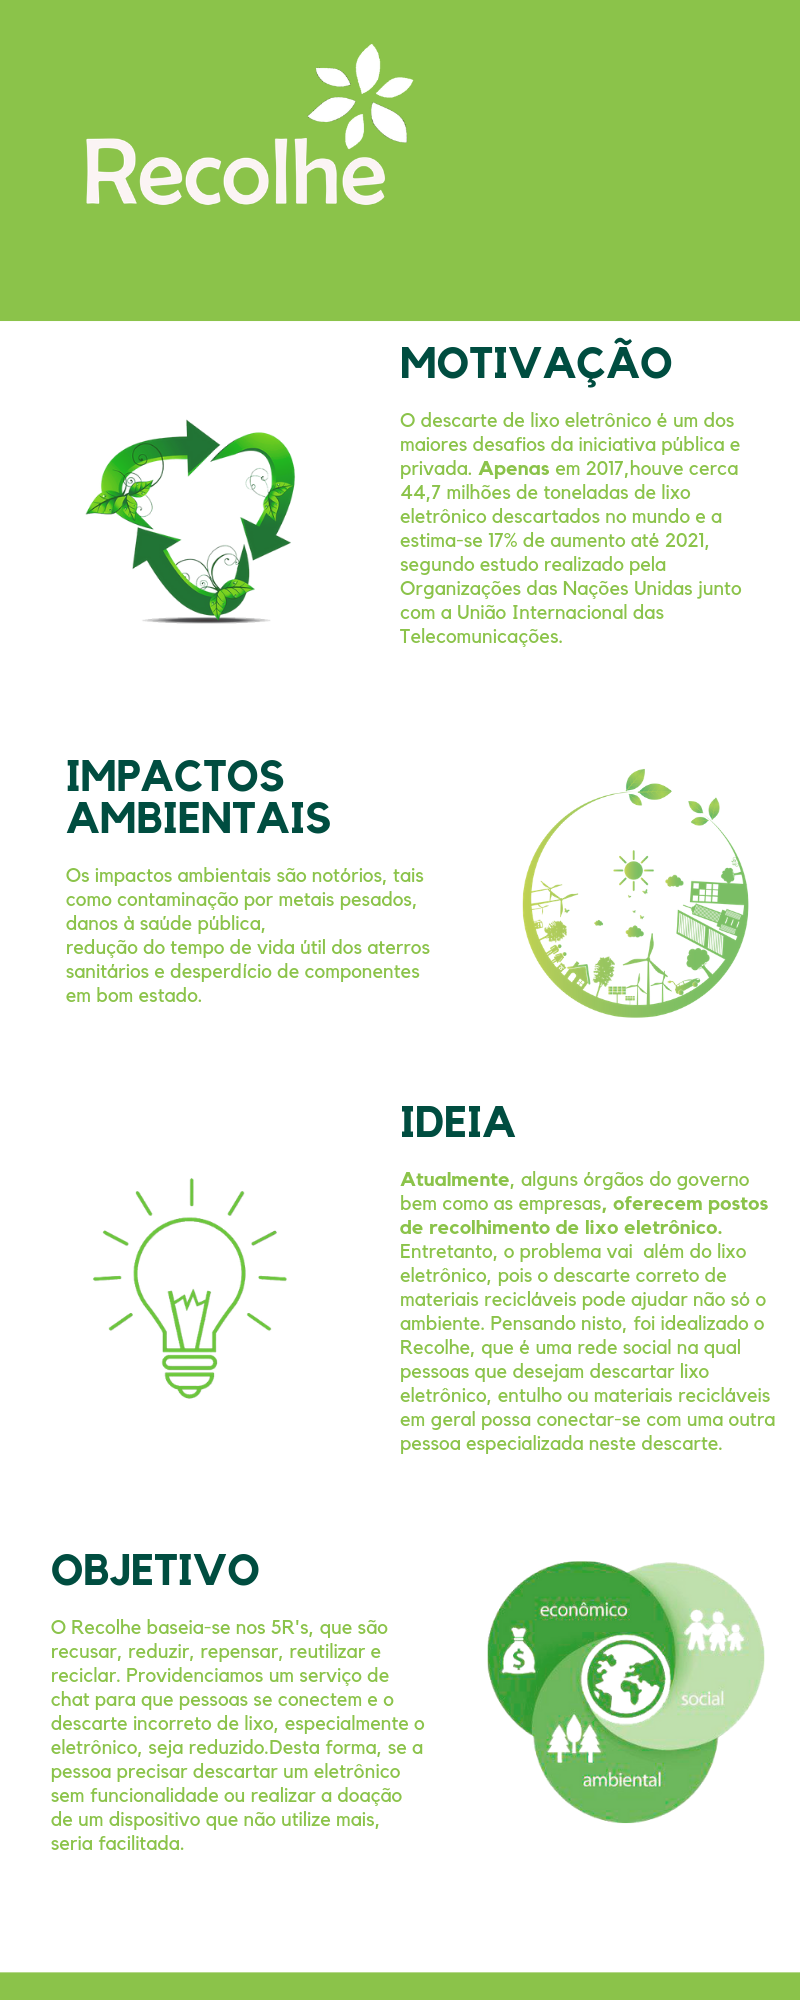 Recolhe
MOTIVAÇÃO
O descarte de lixo eletrônico é um dos
maiores desafios da iniciativa pública e
privada. Apenas em 2017,houve cerca
44,7 milhões de toneladas de lixo
eletrônico descartados no mundo e a
estima-se 17% de aumento até 2021,
segundo estudo realizado pela
Organizações das Nações Unidas junto
com a União Internacional das
Telecomunicações.
IMPACTOS
AMBIENTAIS
Os impactos ambientais são notórios, tais
como contaminação por metais pesados,
danos à saúde pública,
redução do tempo de vida útil dos aterros
sanitários e desperdício de componentes
em bom estado.
IDEIA
Atualmente, alguns órgãos do governo
bem como as empresas, oferecem postos
de recolhimento de lixo eletrônico.
Entretanto, o problema vai  além do lixo
eletrônico, pois o descarte correto de
materiais recicláveis pode ajudar não só o
ambiente. Pensando nisto, foi idealizado o
Recolhe, que é uma rede social na qual
pessoas que desejam descartar lixo
eletrônico, entulho ou materiais recicláveis
em geral possa conectar-se com uma outra
pessoa especializada neste descarte.
OBJETIVO
O Recolhe baseia-se nos 5R's, que são
recusar, reduzir, repensar, reutilizar e
reciclar. Providenciamos um serviço de
chat para que pessoas se conectem e o
descarte incorreto de lixo, especialmente o
eletrônico, seja reduzido.Desta forma, se a
pessoa precisar descartar um eletrônico
sem funcionalidade ou realizar a doação
de um dispositivo que não utilize mais,
seria facilitada.
econômico
$
social
ambiental